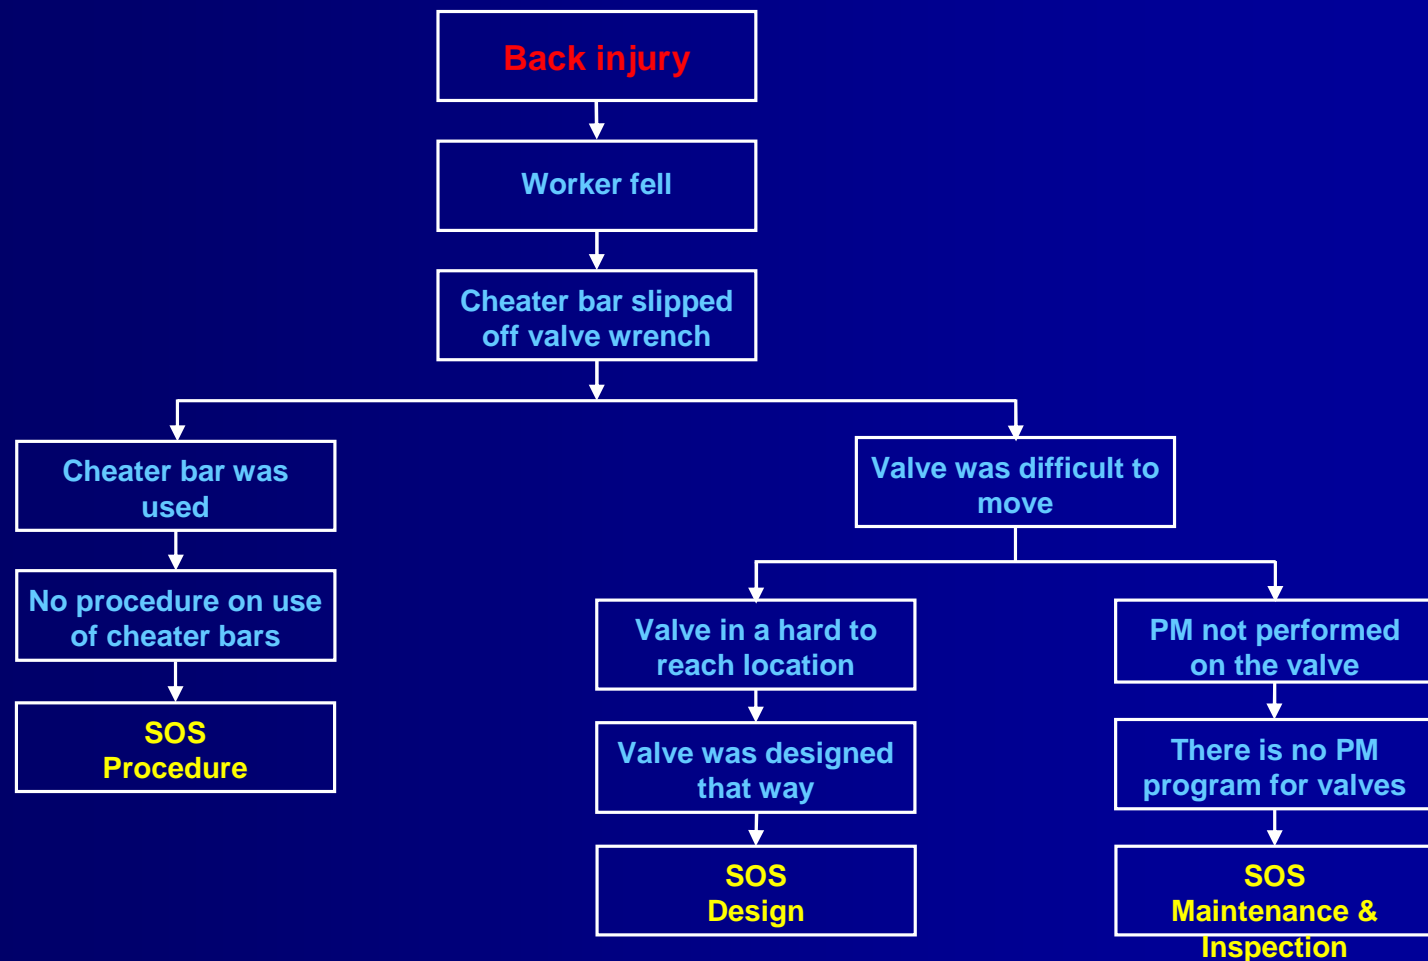 Back injury
Worker fell
Cheater bar slipped
off valve wrench
Cheater bar was
used
Valve was difficult to
move
No procedure on use
of cheater bars
Valve in a hard to
reach location
PM not performed
on the valve
SOS
Procedure
Valve was designed
that way
There is no PM
program for valves
SOS
Design
SOS
Maintenance &
Inspection